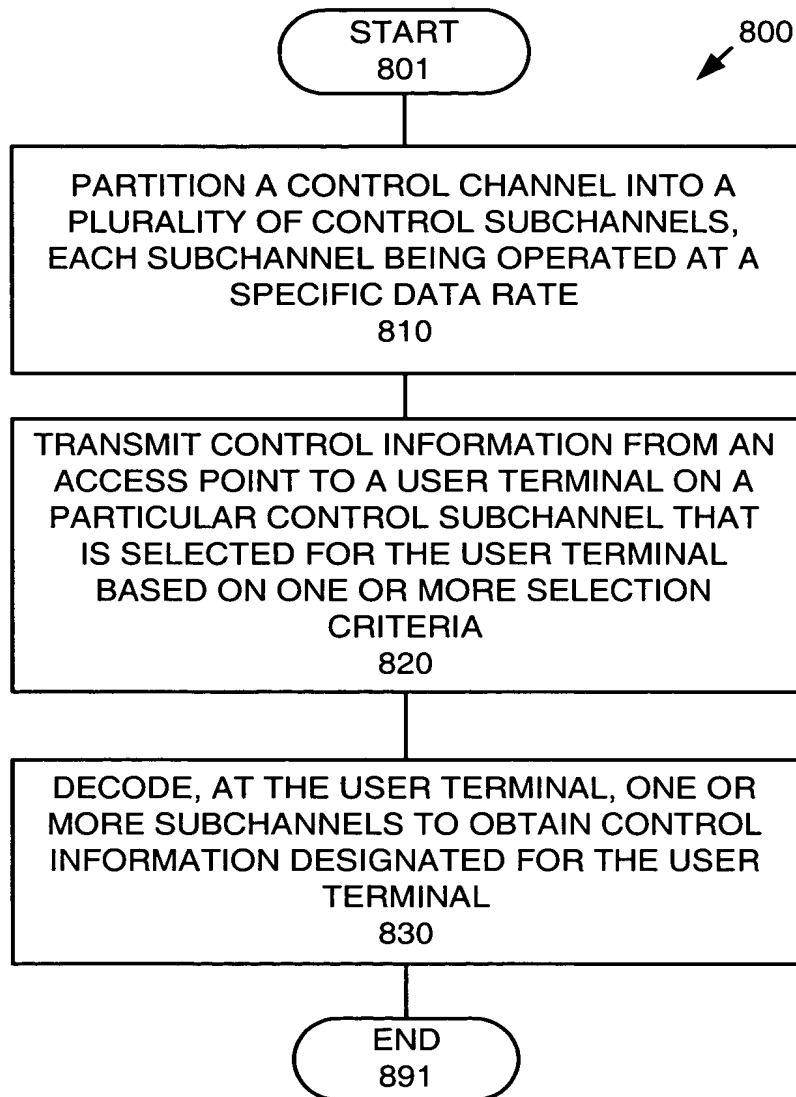 START
801
800
PARTITION A CONTROL CHANNEL INTO A
PLURALITY OF CONTROL SUBCHANNELS,
EACH SUBCHANNEL BEING OPERATED AT A
SPECIFIC DATA RATE
810
TRANSMIT CONTROL INFORMATION FROM AN
ACCESS POINT TO A USER TERMINAL ON A
PARTICULAR CONTROL SUBCHANNEL THAT
IS SELECTED FOR THE USER TERMINAL
BASED ON ONE OR MORE SELECTION
CRITERIA
820
DECODE, AT THE USER TERMINAL, ONE OR
MORE SUBCHANNELS TO OBTAIN CONTROL
INFORMATION DESIGNATED FOR THE USER
TERMINAL
830
END
891